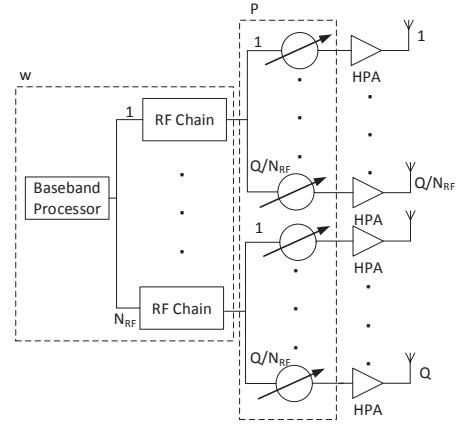 P
w
1
1
HPA
1
RF Chain
Baseband Processor
Q/N_RF
Q/N_RF
HPA
1
HPA
N_RF
RF Chain
Q/N_RF
Q
HPA